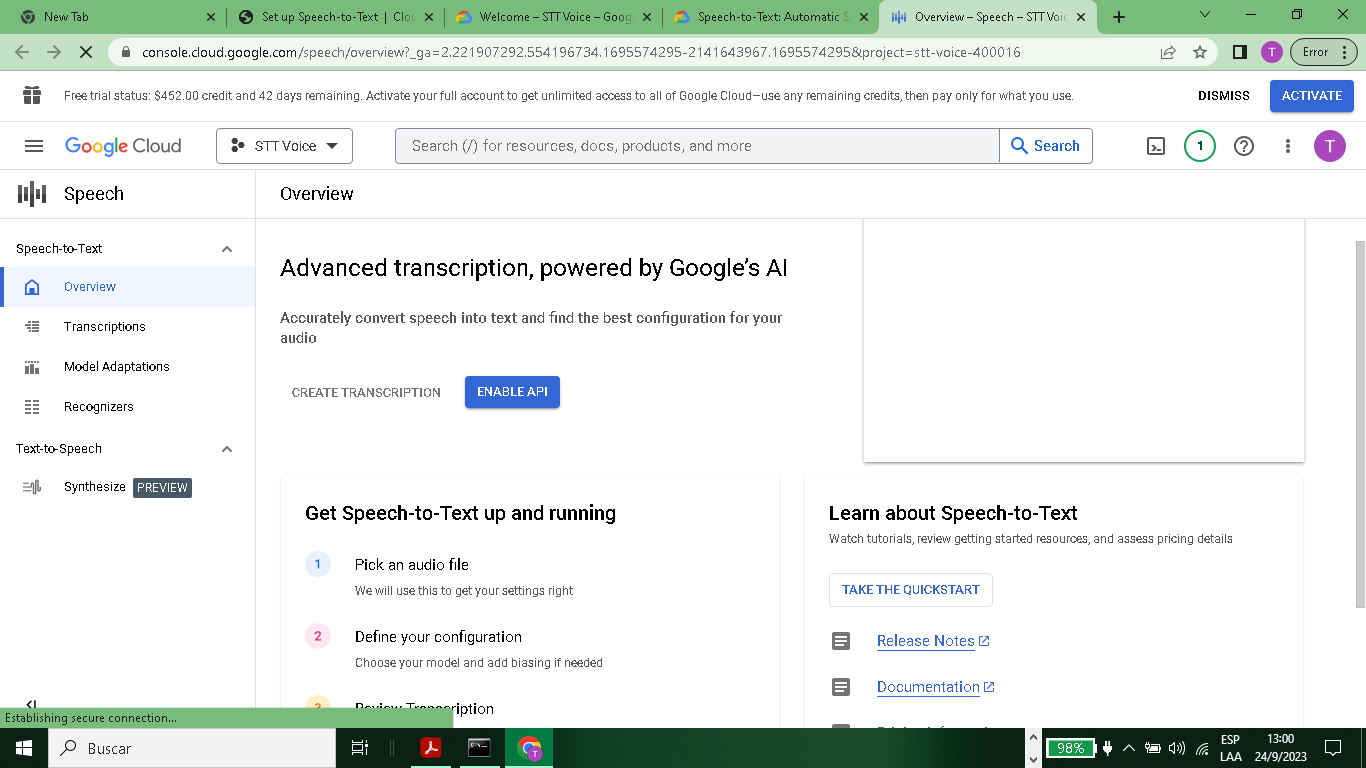 New Tab
Set up Speech-to-Text | Clou
Welcome – STT Voice – Goog
Speech-to-Text: Automatic S
Overview – Speech – STT Voic
console.cloud.google.com/speech/overview?_ga=2.221907292.554196734.1695574295-2141643967.1695574295&project=stt-voice-400016
T
Error
Free trial status: $452.00 credit and 42 days remaining. Activate your full account to get unlimited access to all of Google Cloud—use any remaining credits, then pay only for what you use.
DISMISS
ACTIVATE
Google Cloud
STT Voice
Search (/) for resources, docs, products, and more
Search
1
T
Speech
Overview
Speech-to-Text
Overview
Transcriptions
Model Adaptations
Recognizers
Text-to-Speech
Synthesize PREVIEW
Advanced transcription, powered by Google's AI
Accurately convert speech into text and find the best configuration for your
audio
CREATE TRANSCRIPTION
ENABLE API
Get Speech-to-Text up and running
1 Pick an audio file
We will use this to get your settings right
2 Define your configuration
Choose your model and add biasing if needed
3 Review Transcription
Learn about Speech-to-Text
Watch tutorials, review getting started resources, and assess pricing details
TAKE THE QUICKSTART
Release Notes
Documentation
Establishing secure connection...
Buscar
T
98%
ESP
LAA
13:00
24/9/2023